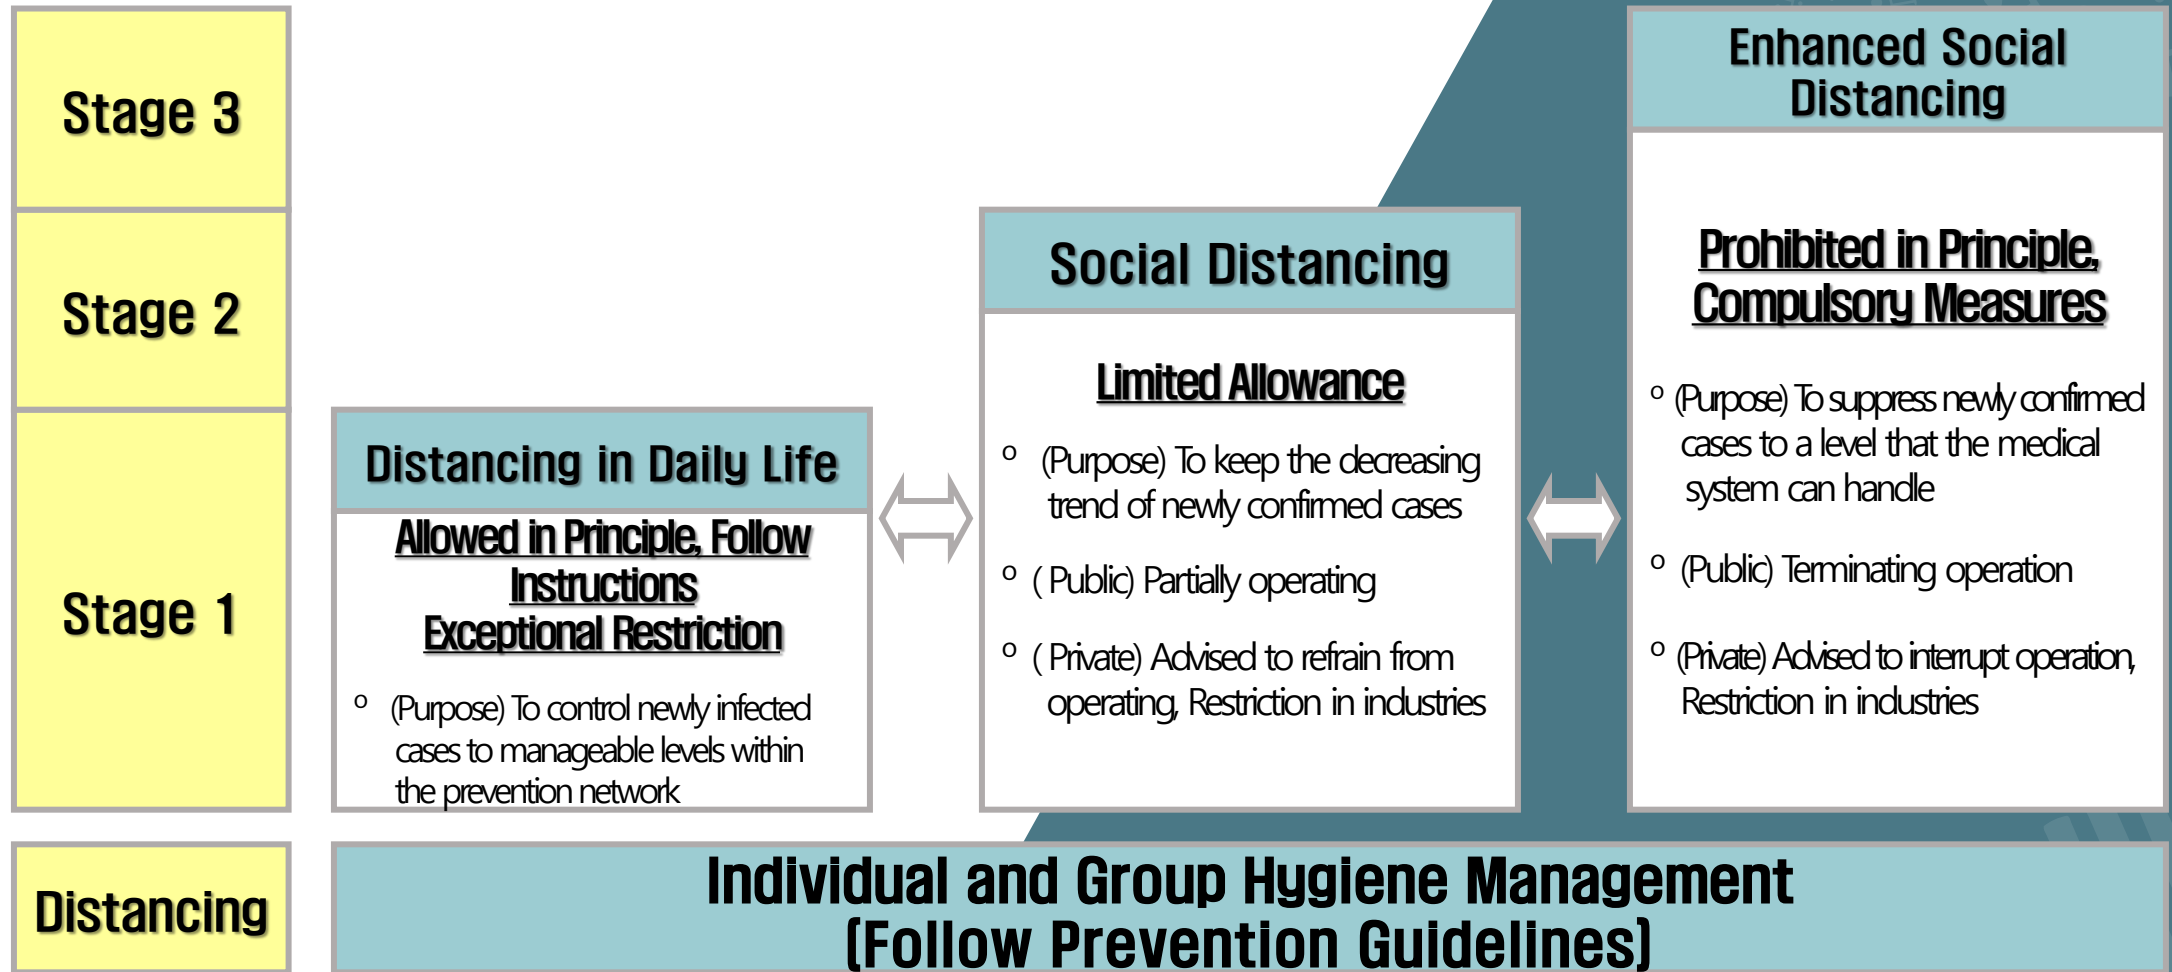 Stage 3
Stage 2
Stage 1
Distancing
Distancing in Daily Life
Allowed in Principle, Follow
Instructions
Exceptional Restriction
º (Purpose) To control newly infected
cases to manageable levels within
the prevention network
Social Distancing
Limited Allowance
º (Purpose) To keep the decreasing
trend of newly confirmed cases
º ( Public) Partially operating
º ( Private) Advised to refrain from
operating, Restriction in industries
Enhanced Social
Distancing
Prohibited in Principle,
Compulsory Measures
º (Purpose) To suppress newly confirmed
cases to a level that the medical
system can handle
º (Public) Terminating operation
º (Private) Advised to interrupt operation,
Restriction in industries
Individual and Group Hygiene Management
(Follow Prevention Guidelines)